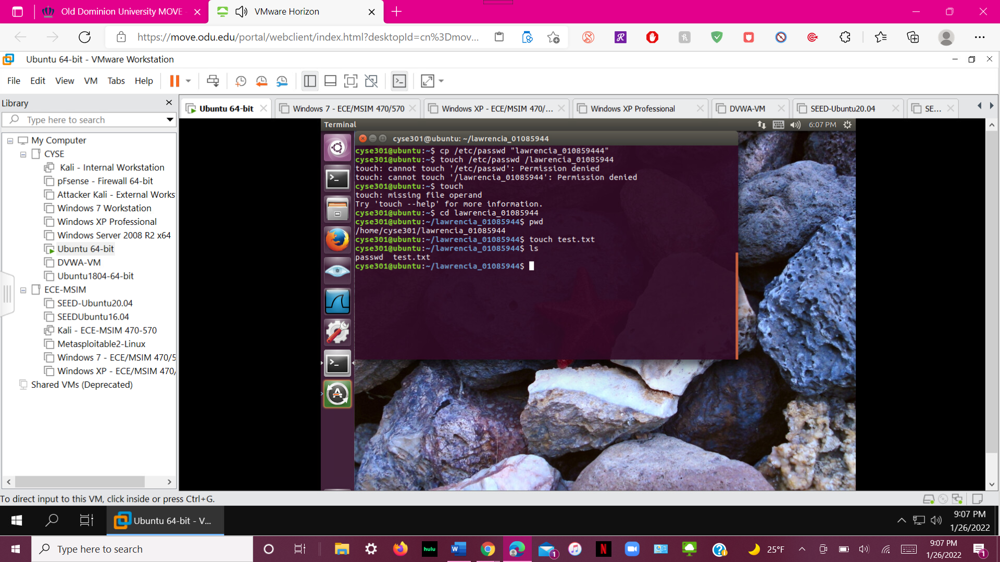 Old Dominion University MOVE
VMware Horizon
https://move.odu.edu/portal/webclient/index.html?desktopId=cn%3Dmov...
Ubuntu 64-bit - VMware Workstation
File Edit View VM Tabs Help
Library
Type here to search
My Computer
CYSE
Kali - Internal Workstation
pFsense - Firewall 64-bit
Attacker Kali - External Works
Windows 7 Workstation
Windows XP Professional
Windows Server 2008 R2 x64
Ubuntu 64-bit
DVWA-VM
Ubuntu1804-64-bit
ECE-MSIM
SEED-Ubuntu20.04
SEEDUbuntu16.04
Kali - ECE-MSIM 470-570
Metasploitable2-Linux
Windows 7 - ECE/MSIM 470/5
Windows XP - ECE/MSIM 470/
Shared VMs (Deprecated)
Ubuntu 64-bit Windows 7 - ECE/MSIM 470/570 Windows XP - ECE/MSIM 470/... Windows XP Professional DVWA-VM SEED-Ubuntu20.04 SE...
Terminal 6:07 PM
cyse301@ubuntu: ~/lawrencia_01085944
cyse301@ubuntu:~$ cp /etc/passwd "lawrencia_010859444"
cyse301@ubuntu:~$ touch /etc/passwd /lawrencia_01085944
touch: cannot touch '/etc/passwd': Permission denied
touch: cannot touch '/lawrencia_01085944': Permission denied
cyse301@ubuntu:~$ touch
touch: missing file operand
Try 'touch --help' for more information.
cyse301@ubuntu:~$ cd lawrencia_01085944
cyse301@ubuntu:~/lawrencia_01085944$ pwd
/home/cyse301/lawrencia_01085944
cyse301@ubuntu:~/lawrencia_01085944$ touch test.txt
cyse301@ubuntu:~/lawrencia_01085944$ ls
passwd test.txt
cyse301@ubuntu:~/lawrencia_01085944$
To direct input to this VM, click inside or press Ctrl+G.
Ubuntu 64-bit - V...
9:07 PM
1/26/2022
Type here to search
hulu
25°F
9:07 PM
1/26/2022
1
1